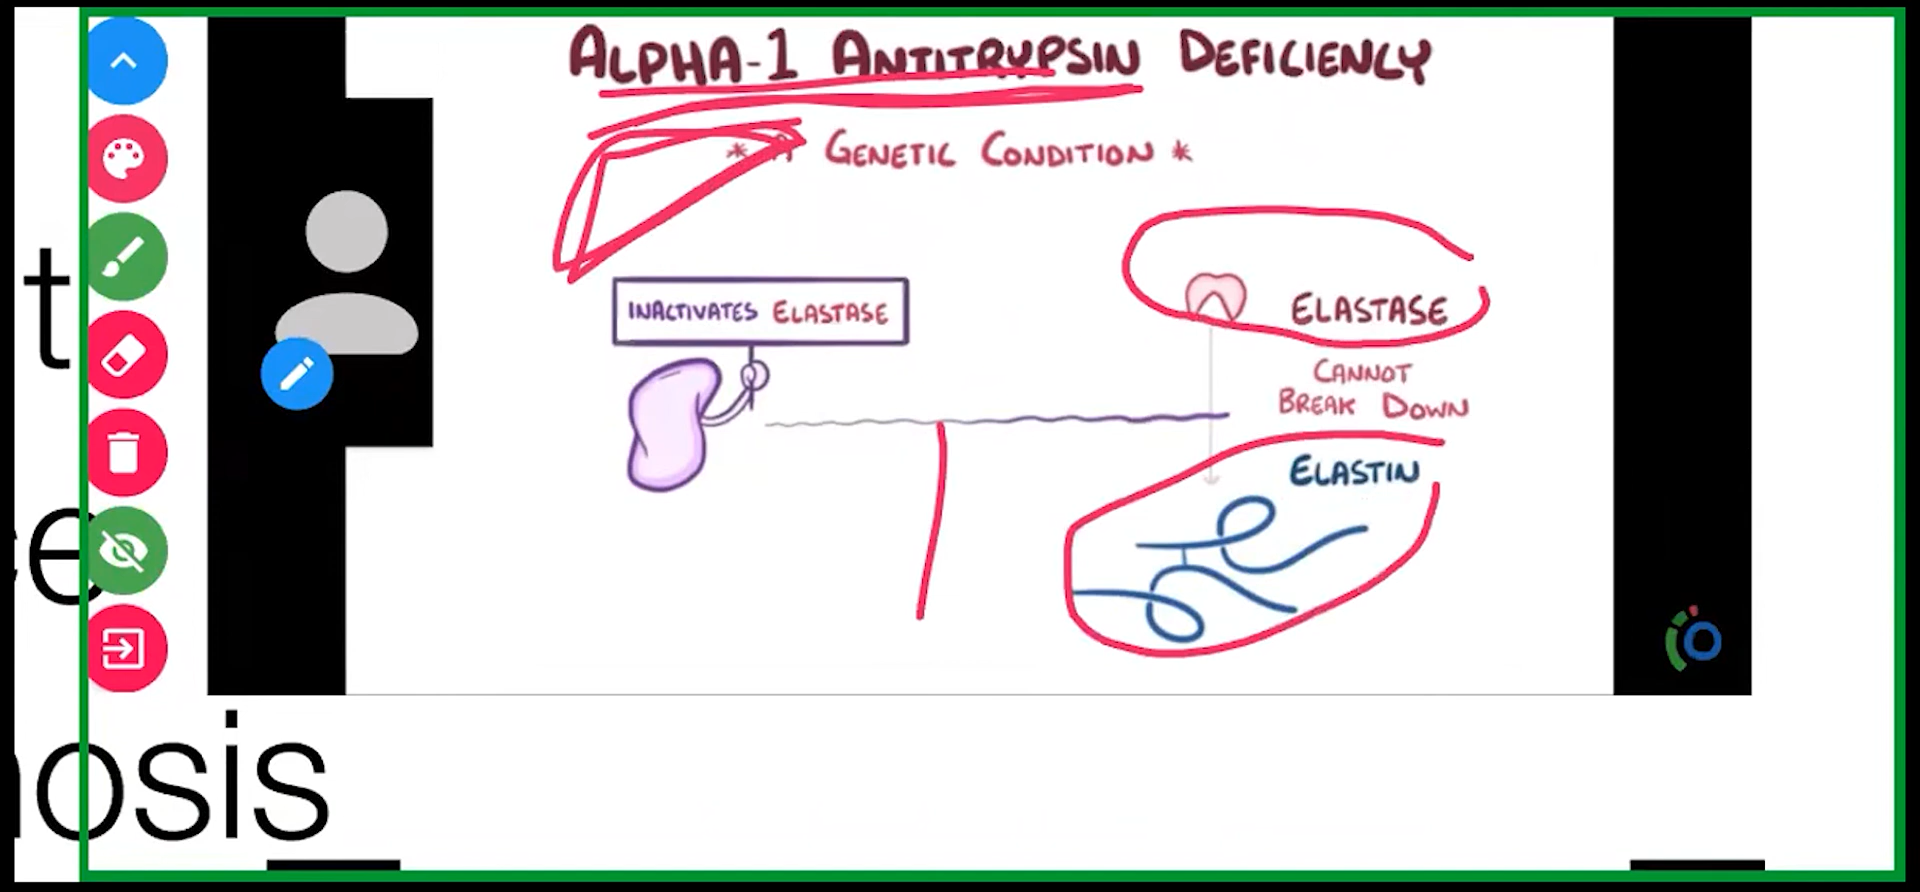 ALPHA-1 ANTITRYPSIN DEFICIENCY
* A GENETIC CONDITION *
INACTIVATES ELASTASE
ELASTASE
CANNOT
BREAK DOWN
ELASTIN
t
e
osis